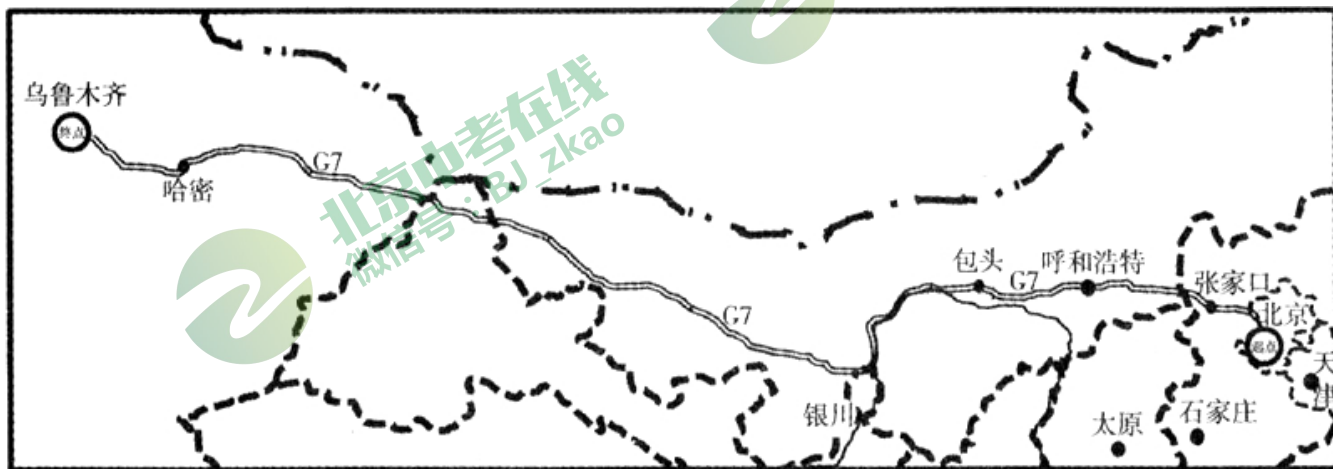 乌鲁木齐
终点
哈密
G7
北京中考在线
微信号:BJ_zkao
G7
银川
包头
G7
呼和浩特
张家口
北京
起点
天津
太原
石家庄